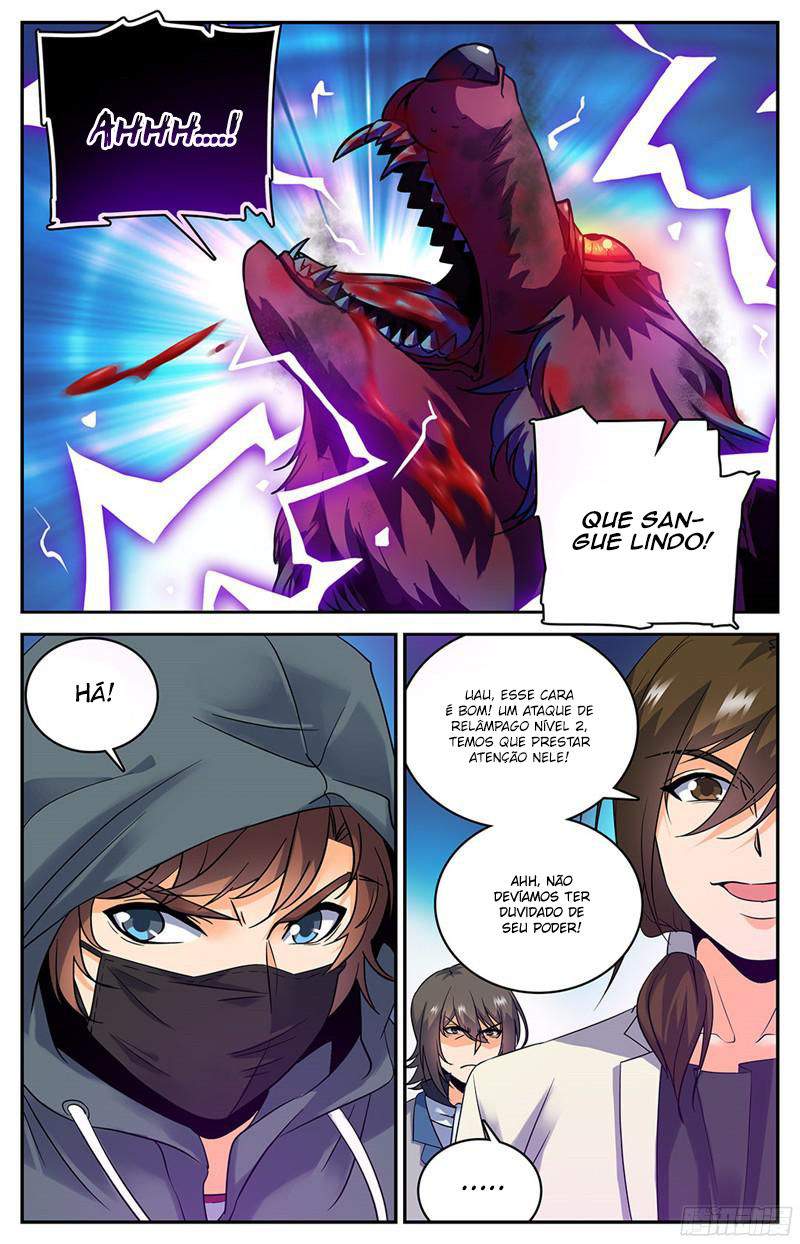 AHHH.....!
QUE SAN-
GUE LINDO!
HÁ!
UAU, ESSE CARA
É BOM! UM ATAQUE DE
RELÂMPAGO NÍVEL 2,
TEMOS QUE PRESTAR
ATENÇÃO NELE!
AHH, NÃO
DEVÍAMOS TER
DUVIDADO DE
SEU PODER!
.....